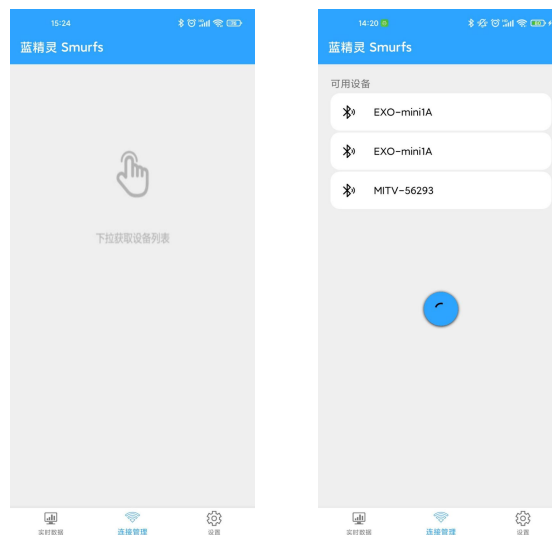 15:24
蓝精灵 Smurfs
下拉获取设备列表
实时数据
连接管理
设置
14:20
蓝精灵 Smurfs
可用设备
EXO-mini1A
EXO-mini1A
MITV-56293
实时数据
连接管理
设置